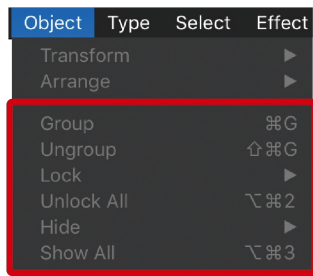 Object Type Select Effect
Transform ▶
Arrange ▶
Group ⌘G
Ungroup ⇧⌘G
Lock ▶
Unlock All ⌥⌘2
Hide ▶
Show All ⌥⌘3